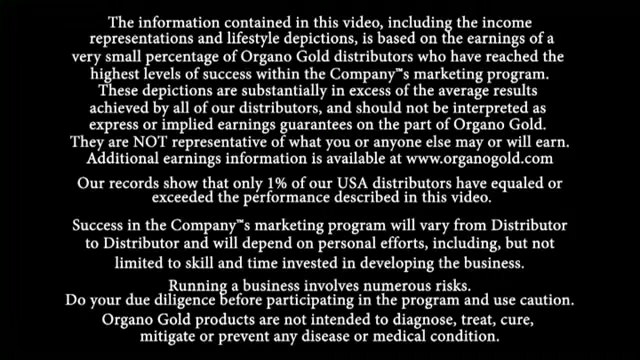 The information contained in this video, including the income
representations and lifestyle depictions, is based on the earnings of a
very small percentage of Organo Gold distributors who have reached the
highest levels of success within the Company™s marketing program.
These depictions are substantially in excess of the average results
achieved by all of our distributors, and should not be interpreted as
express or implied earnings guarantees on the part of Organo Gold.
They are NOT representative of what you or anyone else may or will earn.
Additional earnings information is available at www.organogold.com
Our records show that only 1% of our USA distributors have equaled or
exceeded the performance described in this video.
Success in the Company™s marketing program will vary from Distributor
to Distributor and will depend on personal efforts, including, but not
limited to skill and time invested in developing the business.
Running a business involves numerous risks.
Do your due diligence before participating in the program and use caution.
Organo Gold products are not intended to diagnose, treat, cure,
mitigate or prevent any disease or medical condition.